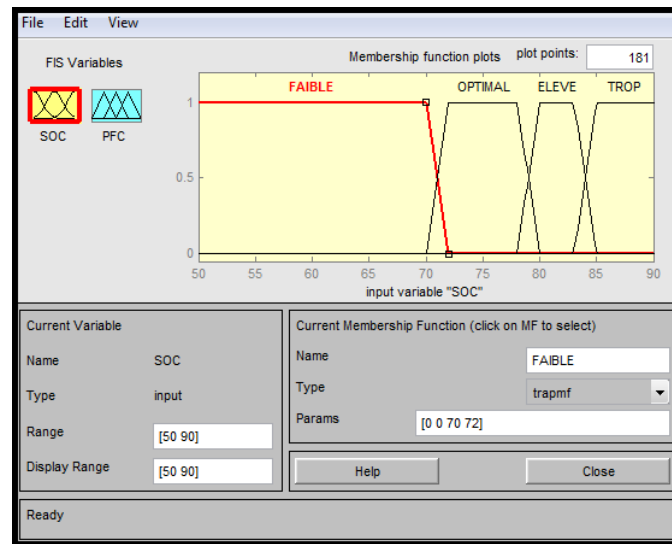 File Edit View
FIS Variables
Membership function plots plot points: 181
SOC PFC
FAIBLE OPTIMAL ELEVE TROP
1
0.5
0
50 55 60 65 70 75 80 85 90
input variable "SOC"
Current Variable
Name SOC
Type input
Range [50 90]
Display Range [50 90]
Current Membership Function (click on MF to select)
Name FAIBLE
Type trapmf
Params [0 0 70 72]
Help Close
Ready